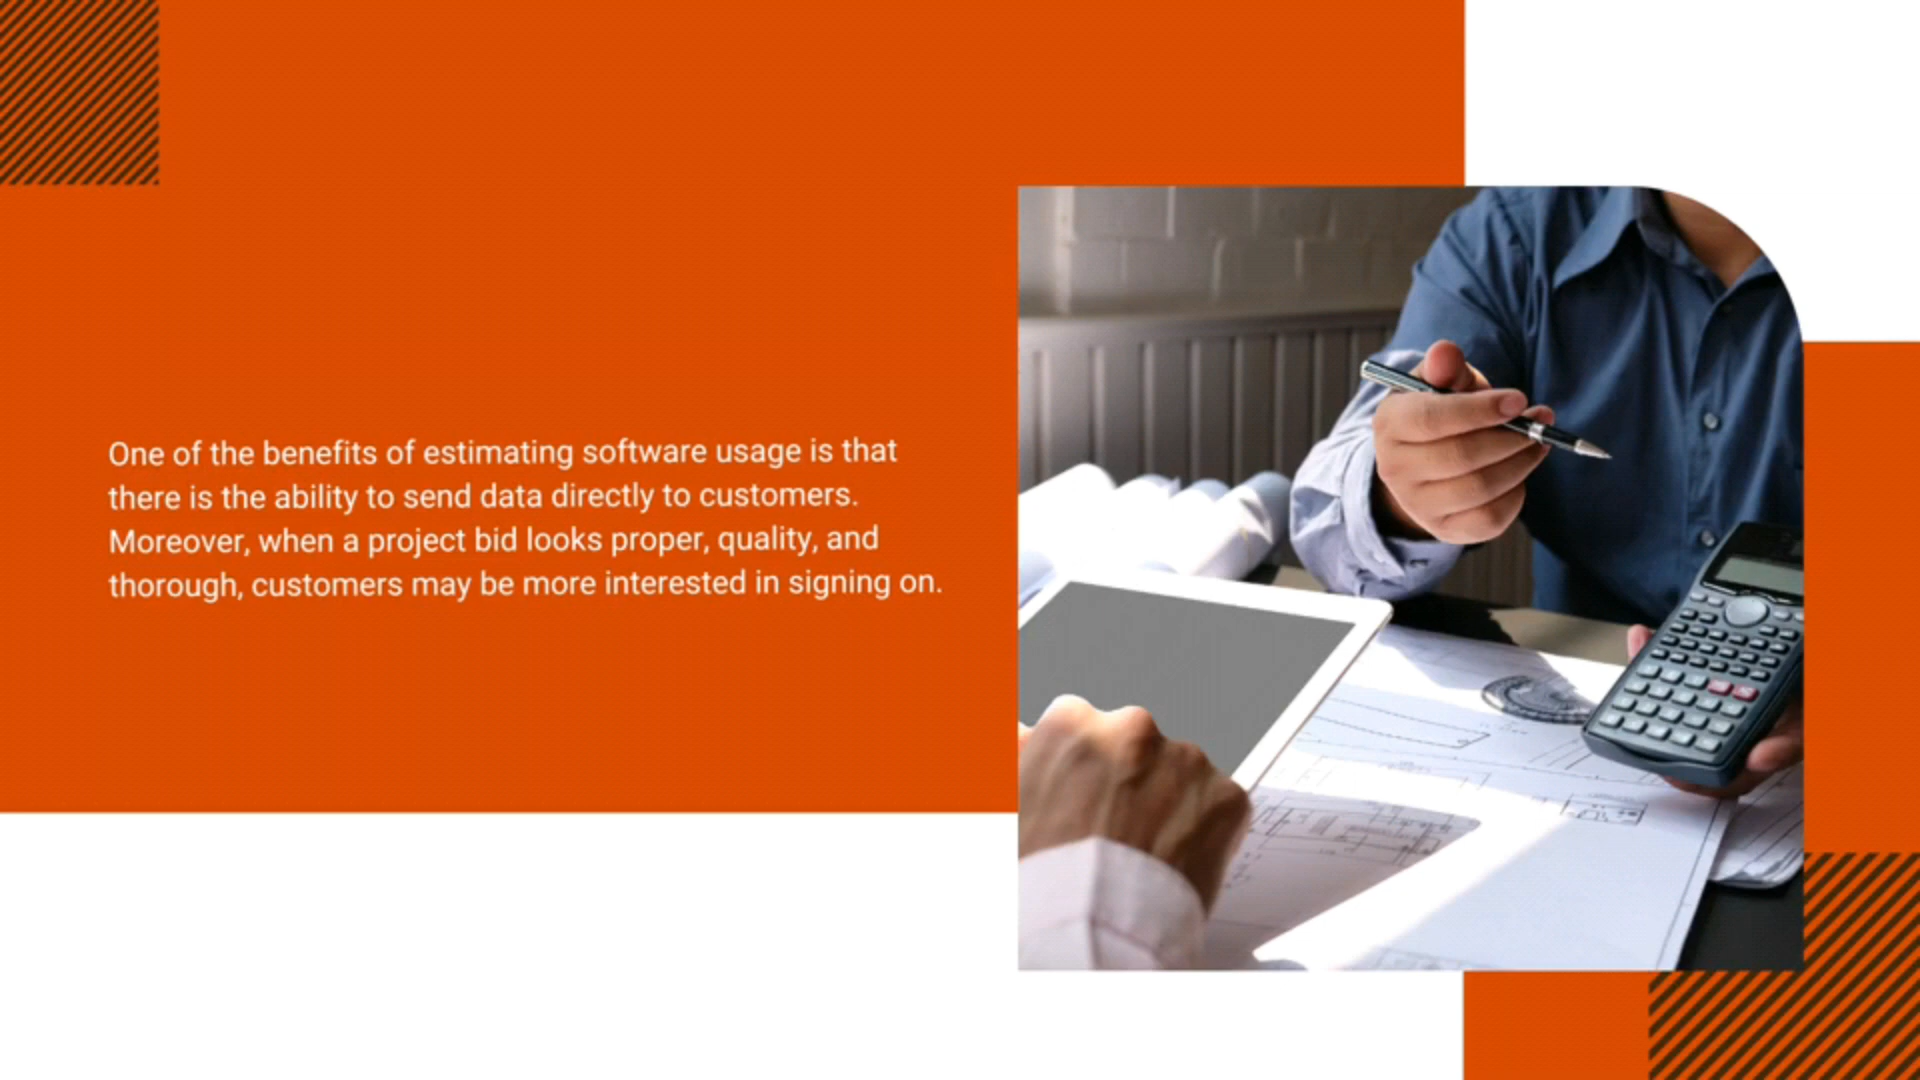 One of the benefits of estimating software usage is that
there is the ability to send data directly to customers.
Moreover, when a project bid looks proper, quality, and
thorough, customers may be more interested in signing on.